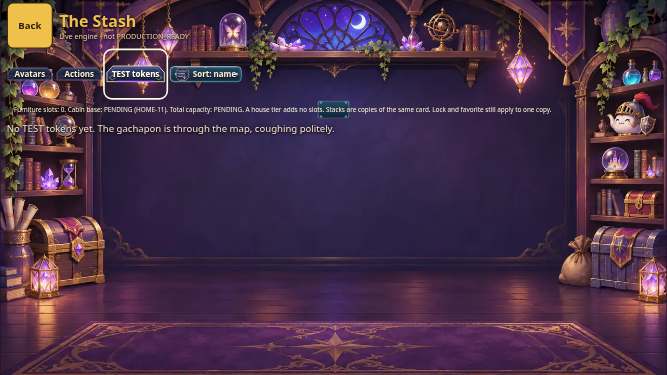 Back
The Stash
Live engine · not PRODUCTION-READY
Avatars
Actions
TEST tokens
Sort: name
Furniture slots: 0. Cabin base: PENDING (HOME-11). Total capacity: PENDING. A house tier adds no slots. Stacks are copies of the same card. Lock and favorite still apply to one copy.
No TEST tokens yet. The gachapon is through the map, coughing politely.